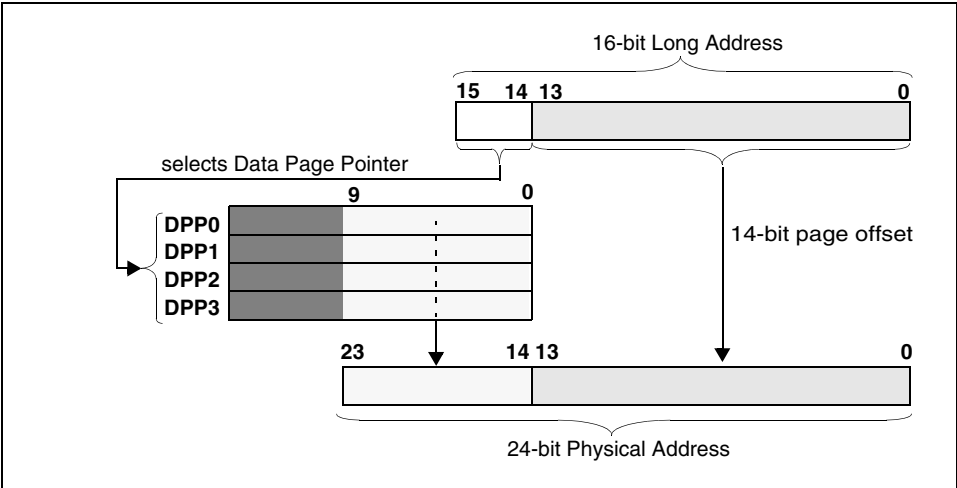 16-bit Long Address
15 14 13 0
selects Data Page Pointer
9 0
DPP0
DPP1
14-bit page offset
DPP2
DPP3
23 14 13 0
24-bit Physical Address